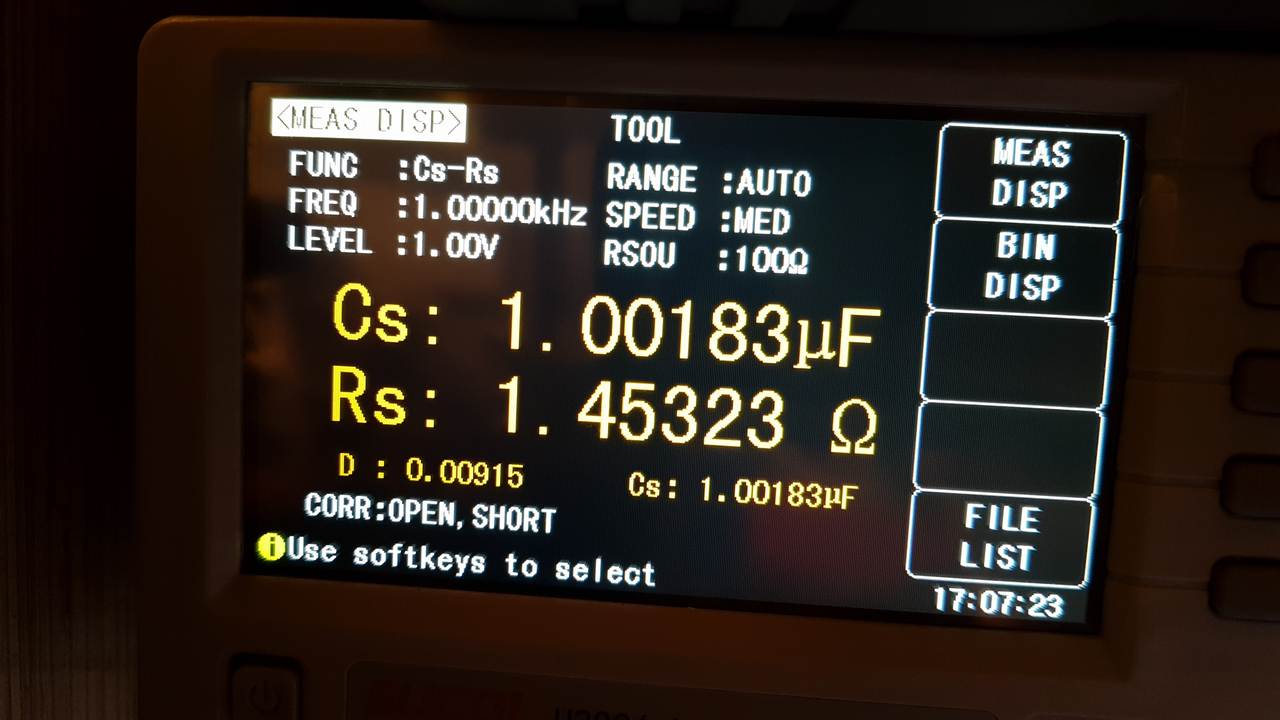 <MEAS DISP>
TOOL
FUNC :Cs-Rs
RANGE :AUTO
FREQ :1.00000kHz
SPEED :MED
LEVEL :1.00V
RSOU :100Ω
Cs: 1.00183μF
Rs: 1.45323 Ω
D : 0.00915
Cs: 1.00183μF
CORR:OPEN,SHORT
Use softkeys to select
MEAS
DISP
BIN
DISP
FILE
LIST
17:07:23